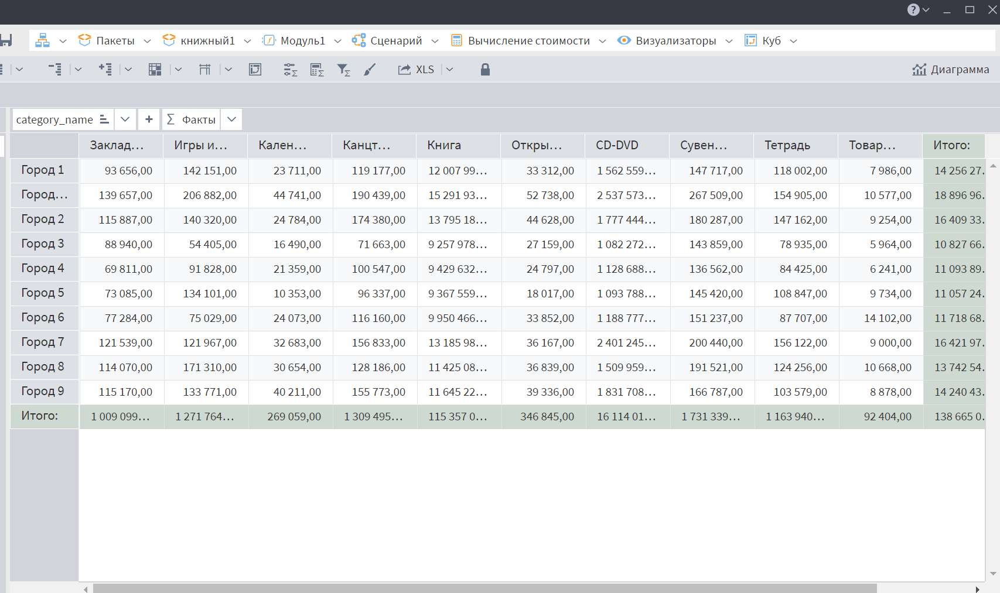 Пакеты книжный1 Модуль1 Сценарий Вычисление стоимости Визуализаторы Куб
XLS Диаграмма
category_name + Σ Факты
Заклад... Игры и... Кален... Канцт... Книга Откры... CD-DVD Сувен... Тетрадь Товар... Итого:
Город 1 93 656,00 142 151,00 23 711,00 119 177,00 12 007 99... 33 312,00 1 562 559... 147 717,00 118 002,00 7 986,00 14 256 27.
Город... 139 657,00 206 882,00 44 741,00 190 439,00 15 291 93... 52 738,00 2 537 573... 267 509,00 154 905,00 10 577,00 18 896 96.
Город 2 115 887,00 140 320,00 24 784,00 174 380,00 13 795 18... 44 628,00 1 777 444... 180 287,00 147 162,00 9 254,00 16 409 33.
Город 3 88 940,00 54 405,00 16 490,00 71 663,00 9 257 978... 27 159,00 1 082 272... 143 859,00 78 935,00 5 964,00 10 827 66.
Город 4 69 811,00 91 828,00 21 359,00 100 547,00 9 429 632... 24 797,00 1 128 688... 136 562,00 84 425,00 6 241,00 11 093 89.
Город 5 73 085,00 134 101,00 10 353,00 96 337,00 9 367 559... 18 017,00 1 093 788... 145 420,00 108 847,00 9 734,00 11 057 24.
Город 6 77 284,00 75 029,00 24 073,00 116 160,00 9 950 466... 33 852,00 1 188 777... 151 237,00 87 707,00 14 102,00 11 718 68.
Город 7 121 539,00 121 967,00 32 683,00 156 833,00 13 185 98... 36 167,00 2 401 245... 200 440,00 156 122,00 9 000,00 16 421 97.
Город 8 114 070,00 171 310,00 30 654,00 128 186,00 11 425 08... 36 839,00 1 509 959... 191 521,00 124 256,00 10 668,00 13 742 54.
Город 9 115 170,00 133 771,00 40 211,00 155 773,00 11 645 22... 39 336,00 1 831 708... 166 787,00 103 579,00 8 878,00 14 240 43.
Итого: 1 009 099... 1 271 764... 269 059,00 1 309 495... 115 357 0... 346 845,00 16 114 01... 1 731 339... 1 163 940... 92 404,00 138 665 0.